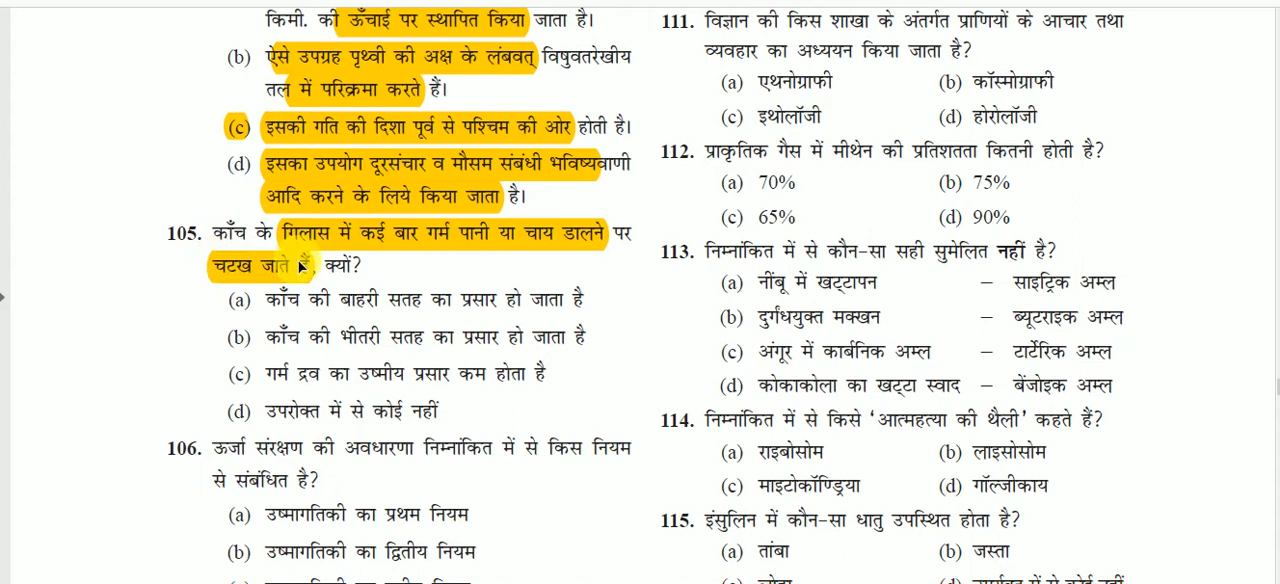 किमी. की ऊँचाई पर स्थापित किया जाता है।
(b) ऐसे उपग्रह पृथ्वी की अक्ष के लंबवत् विषुवतरेखीय
तल में परिक्रमा करते हैं।
(c) इसकी गति की दिशा पूर्व से पश्चिम की ओर होती है।
(d) इसका उपयोग दूरसंचार व मौसम संबंधी भविष्यवाणी
आदि करने के लिये किया जाता है।
105. काँच के गिलास में कई बार गर्म पानी या चाय डालने पर
चटख जाते हैं, क्यों?
(a) काँच की बाहरी सतह का प्रसार हो जाता है
(b) काँच की भीतरी सतह का प्रसार हो जाता है
(c) गर्म द्रव का उष्मीय प्रसार कम होता है
(d) उपरोक्त में से कोई नहीं
106. ऊर्जा संरक्षण की अवधारणा निम्नांकित में से किस नियम
से संबंधित है?
(a) उष्मागतिकी का प्रथम नियम
(b) उष्मागतिकी का द्वितीय नियम
111. विज्ञान की किस शाखा के अंतर्गत प्राणियों के आचार तथा
व्यवहार का अध्ययन किया जाता है?
(a) एथनोग्राफी (b) कॉस्मोग्राफी
(c) इथोलॉजी (d) होरोलॉजी
112. प्राकृतिक गैस में मीथेन की प्रतिशतता कितनी होती है?
(a) 70% (b) 75%
(c) 65% (d) 90%
113. निम्नांकित में से कौन-सा सही सुमेलित नहीं है?
(a) नींबू में खट्टापन – साइट्रिक अम्ल
(b) दुर्गंधयुक्त मक्खन – ब्यूटराइक अम्ल
(c) अंगूर में कार्बनिक अम्ल – टार्टेरिक अम्ल
(d) कोकाकोला का खट्टा स्वाद – बेंजोइक अम्ल
114. निम्नांकित में से किसे ‘आत्महत्या की थैली’ कहते हैं?
(a) राइबोसोम (b) लाइसोसोम
(c) माइटोकॉण्ड्रिया (d) गॉल्जीकाय
115. इंसुलिन में कौन-सा धातु उपस्थित होता है?
(a) तांबा (b) जस्ता